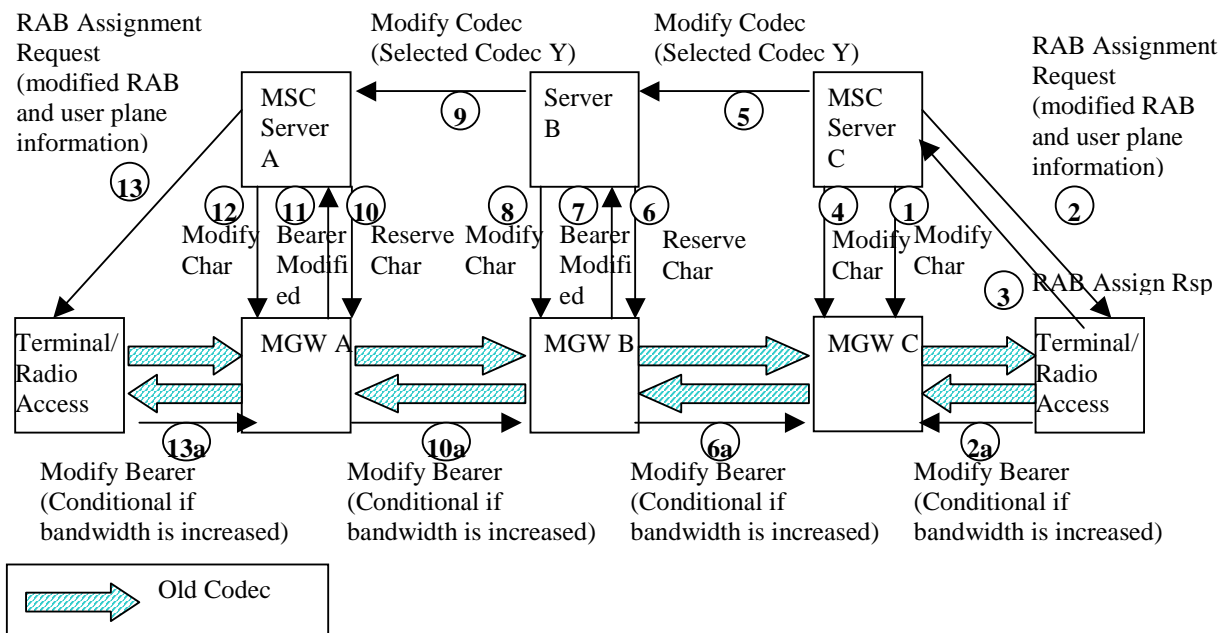 RAB Assignment
Request
(modified RAB
and user plane
information)
Modify Codec
(Selected Codec Y)
Modify Codec
(Selected Codec Y)
RAB Assignment
Request
(modified RAB
and user plane
information)
MSC
Server
A
9
Server
B
5
MSC
Server
C
13
12
11
10
8
7
6
4
1
2
Modify
Char
Bearer
Modifi
ed
Reserve
Char
Modify
Char
Bearer
Modifi
ed
Reserve
Char
Modify
Char
Modify
Char
3
RAB Assign Rsp
Terminal/
Radio
Access
MGW A
MGW B
MGW C
Terminal/
Radio
Access
13a
10a
6a
2a
Modify Bearer
(Conditional if
bandwidth is increased)
Modify Bearer
(Conditional if
bandwidth is increased)
Modify Bearer
(Conditional if
bandwidth is increased)
Modify Bearer
(Conditional if
bandwidth is increased)
Old Codec